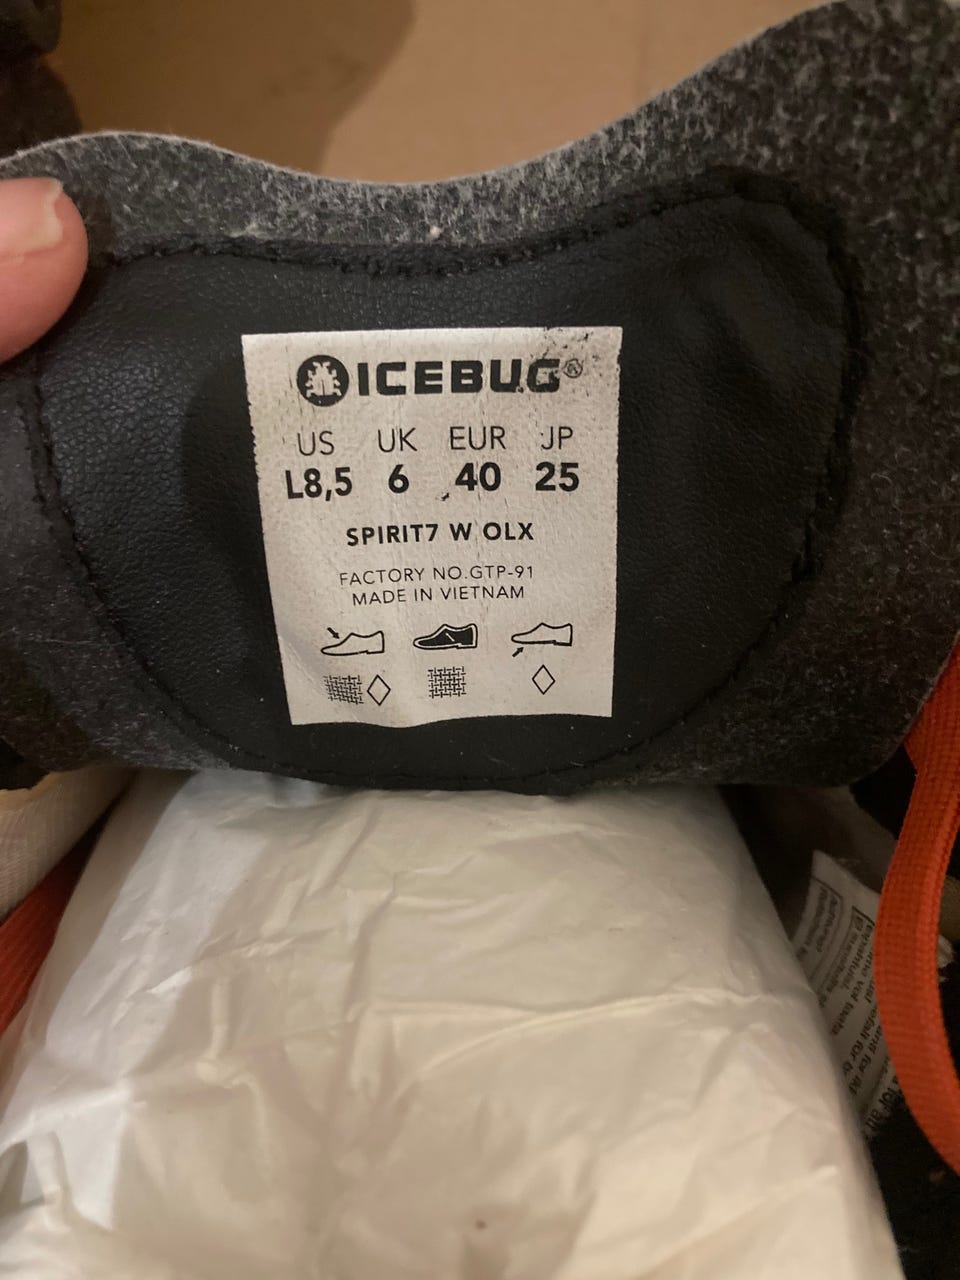 ICEBUG®
US UK EUR JP
L8,5 6 40 25
SPIRIT7 W OLX
FACTORY NO.GTP-91
MADE IN VIETNAM